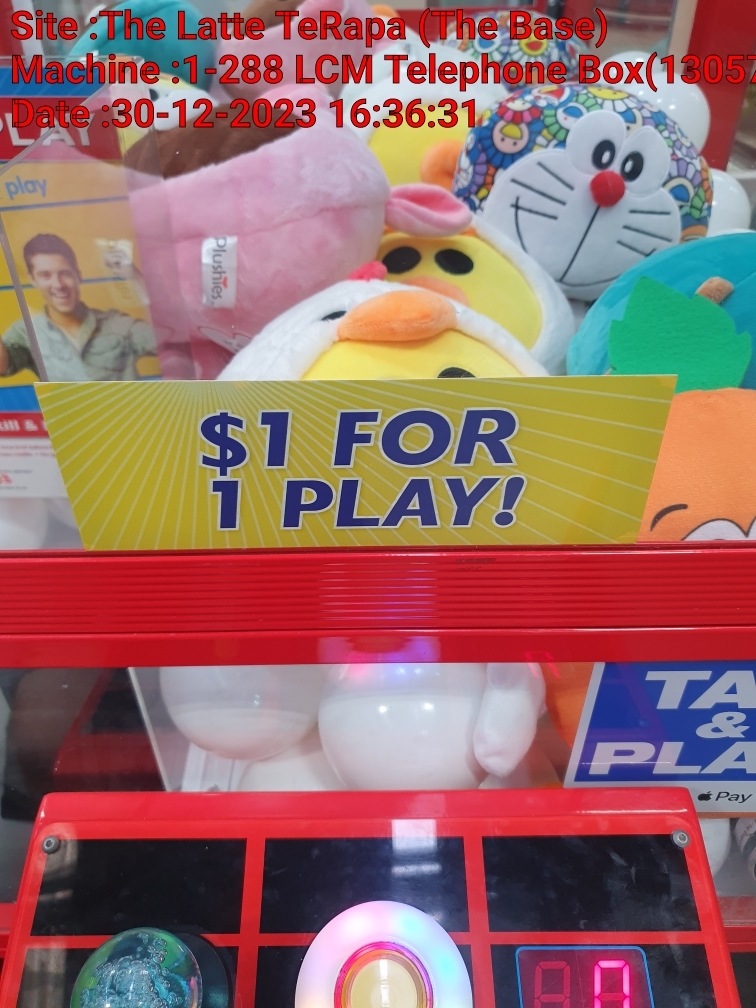 Site :The Latte TeRapa (The Base)
Machine :1-288 LCM Telephone Box(13057
Date :30-12-2023 16:36:31
PLAY
play
Plushies.
$1 FOR
1 PLAY!
TA
&
PLA
Pay